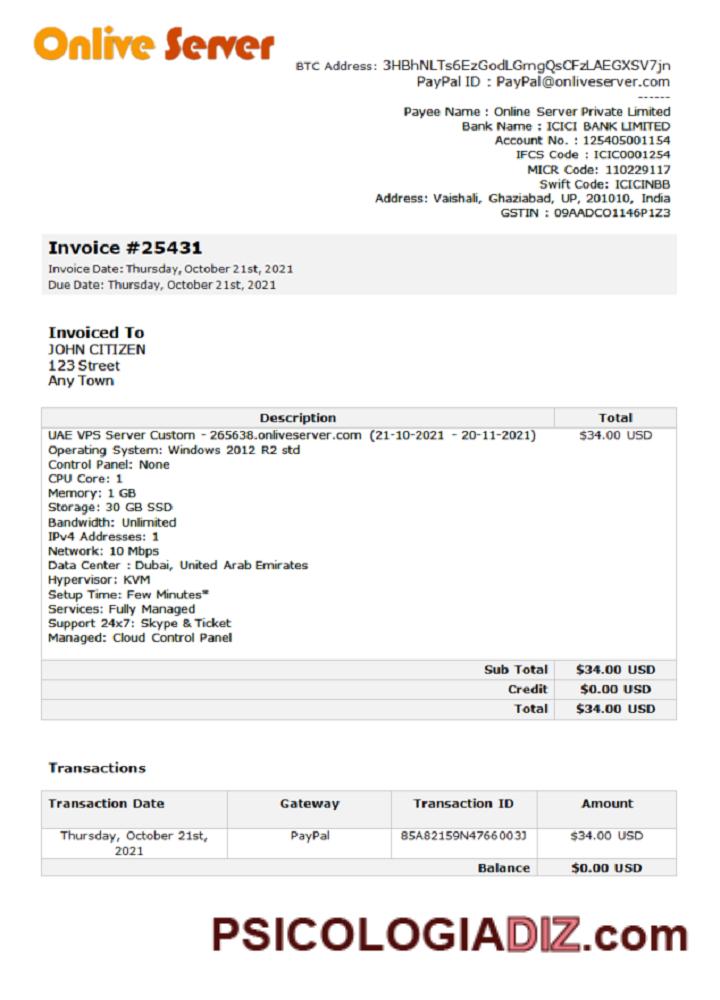 Onlive Server
BTC Address: 3HBhNLTs6EzGodLGrngQsCFzLAEGXSV7jn
PayPal ID : PayPal@onliveserver.com
------
Payee Name : Online Server Private Limited
Bank Name : ICICI BANK LIMITED
Account No. : 125405001154
IFCS Code : ICIC0001254
MICR Code: 110229117
Swift Code: ICICINBB
Address: Vaishali, Ghaziabad, UP, 201010, India
GSTIN : 09AADCO1146P1Z3
Invoice #25431
Invoice Date: Thursday, October 21st, 2021
Due Date: Thursday, October 21st, 2021
Invoiced To
JOHN CITIZEN
123 Street
Any Town
Description Total
UAE VPS Server Custom - 265638.onliveserver.com (21-10-2021 - 20-11-2021) $34.00 USD
Operating System: Windows 2012 R2 std
Control Panel: None
CPU Core: 1
Memory: 1 GB
Storage: 30 GB SSD
Bandwidth: Unlimited
IPv4 Addresses: 1
Network: 10 Mbps
Data Center : Dubai, United Arab Emirates
Hypervisor: KVM
Setup Time: Few Minutes*
Services: Fully Managed
Support 24x7: Skype & Ticket
Managed: Cloud Control Panel
Sub Total $34.00 USD
Credit $0.00 USD
Total $34.00 USD
Transactions
Transaction Date Gateway Transaction ID Amount
Thursday, October 21st, PayPal 85A82159N4766003J $34.00 USD
2021
Balance $0.00 USD
PSICOLOGIADIZ.com